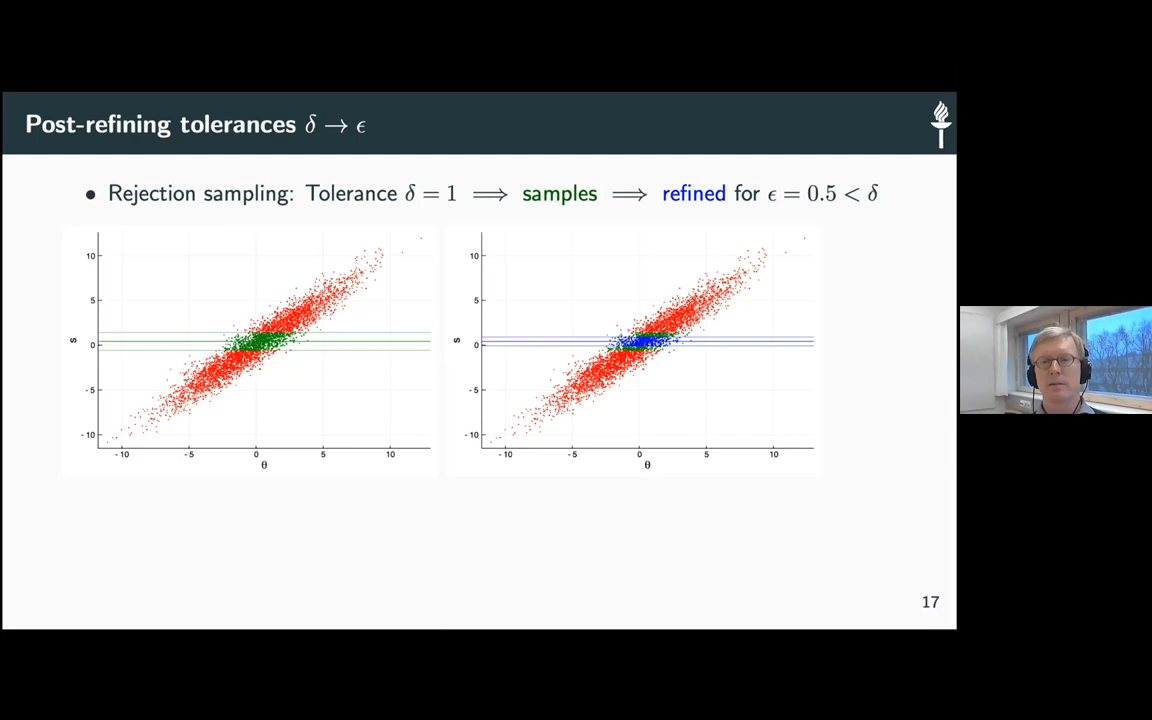 Post-refining tolerances δ → ϵ
• Rejection sampling: Tolerance δ = 1 ⟹ samples ⟹ refined for ϵ = 0.5 < δ
10
5
0
-5
-10
s
-10 -5 0 5 10
θ
10
5
0
-5
-10
s
-10 -5 0 5 10
θ
17